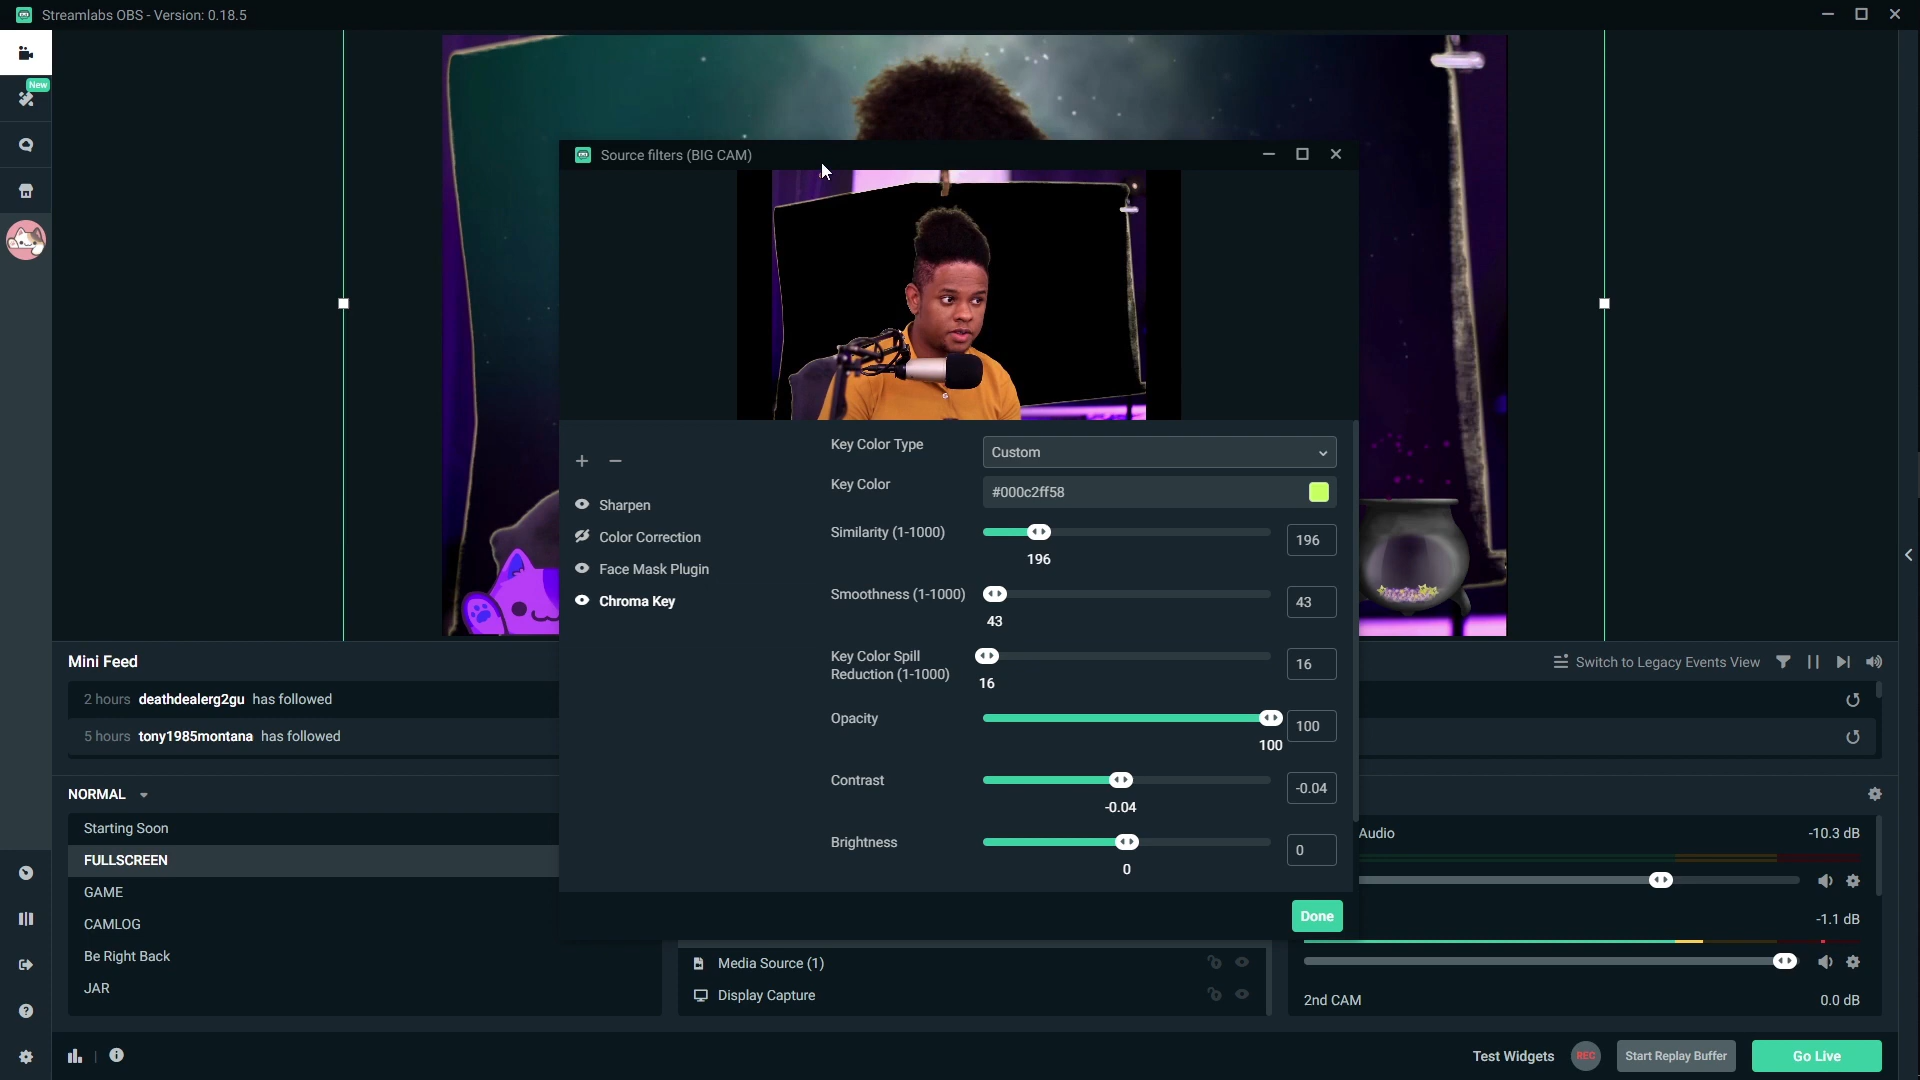 Streamlabs OBS - Version: 0.18.5
New
Source filters (BIG CAM)
Sharpen
Color Correction
Face Mask Plugin
Chroma Key
Key Color Type
Custom
Key Color
#000c2ff58
Similarity (1-1000)
196
196
Smoothness (1-1000)
43
43
Key Color Spill
Reduction (1-1000)
16
16
Opacity
100
100
Contrast
-0.04
-0.04
Brightness
0
0
Done
Mini Feed
Switch to Legacy Events View
2 hours deathdealerg2gu has followed
5 hours tony1985montana has followed
NORMAL
Starting Soon
FULLSCREEN
GAME
CAMLOG
Be Right Back
JAR
Media Source (1)
Display Capture
Audio
-10.3 dB
-1.1 dB
2nd CAM
0.0 dB
Test Widgets
REC
Start Replay Buffer
Go Live